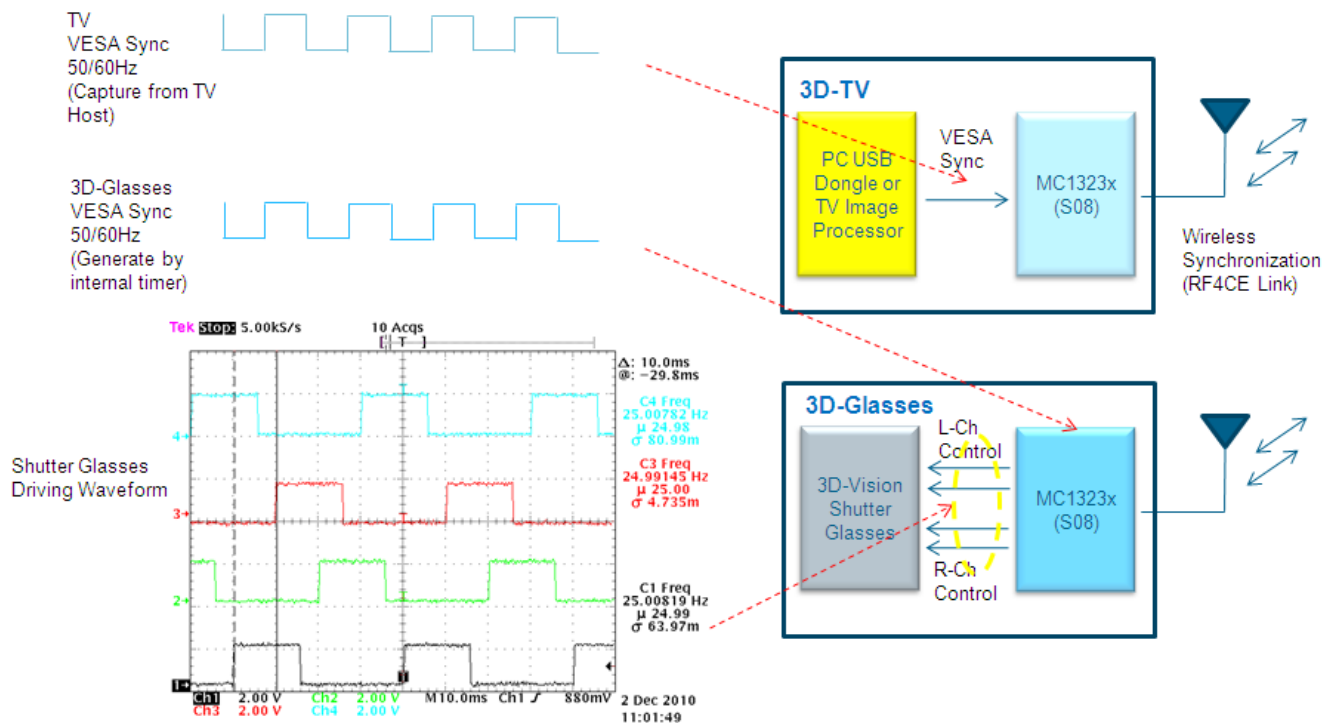 TV
VESA Sync
50/60Hz
(Capture from TV
Host)
3D-Glasses
VESA Sync
50/60Hz
(Generate by
internal timer)
Shutter Glasses
Driving Waveform
Tek Stop: 5.00kS/s
10 Acqs
[ T ]
Δ: 10.0ms
@: -29.8ms
C4 Freq
25.00782 Hz
μ 24.98
σ 80.99m
C3 Freq
24.99145 Hz
μ 25.00
σ 4.735m
C1 Freq
25.00819 Hz
μ 24.99
σ 63.97m
4
3
2
1
Ch1 2.00 V Ch2 2.00 V M10.0ms Ch1 880mV
Ch3 2.00 V Ch4 2.00 V
2 Dec 2010
11:01:49
3D-TV
PC USB
Dongle or
TV Image
Processor
VESA
Sync
MC1323x
(S08)
Wireless
Synchronization
(RF4CE Link)
3D-Glasses
3D-Vision
Shutter
Glasses
L-Ch
Control
R-Ch
Control
MC1323x
(S08)